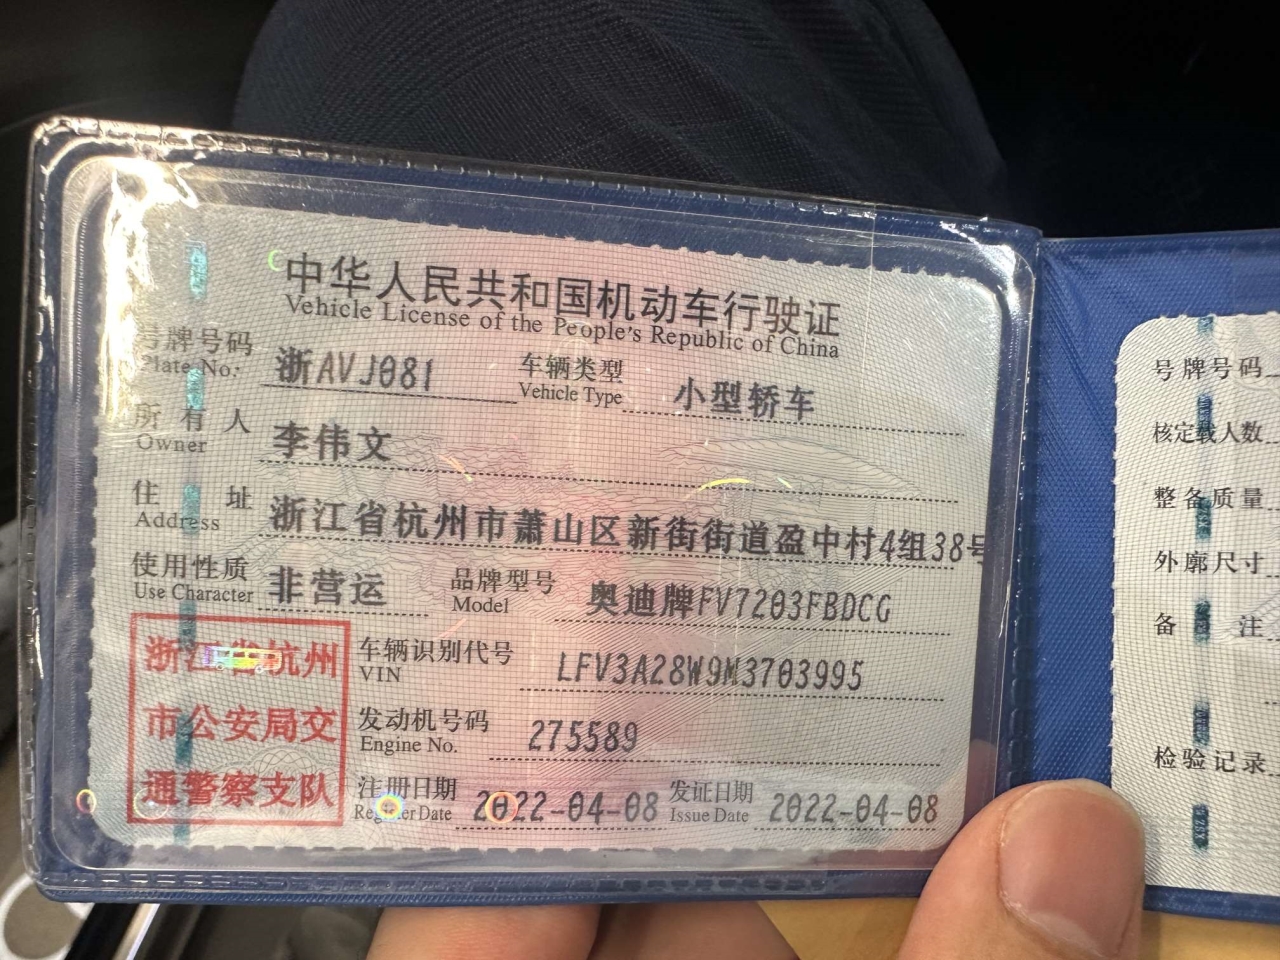 中华人民共和国机动车行驶证
Vehicle License of the People's Republic of China
号牌号码 浙AVJ081 车辆类型 小型轿车
Plate No. Vehicle Type
所有人 李伟文
Owner
住址 浙江省杭州市萧山区新街街道盈中村4组38号
Address
使用性质 非营运 品牌型号 奥迪牌FV7203FBDCG
Use Character Model
浙江省杭州
市公安局交
通警察支队
车辆识别代号 LFV3A28W9M3703995
VIN
发动机号码 275589
Engine No.
注册日期 2022-04-08 发证日期 2022-04-08
Register Date Issue Date
号牌号码
核定载人数
整备质量
外廓尺寸
备注
检验记录